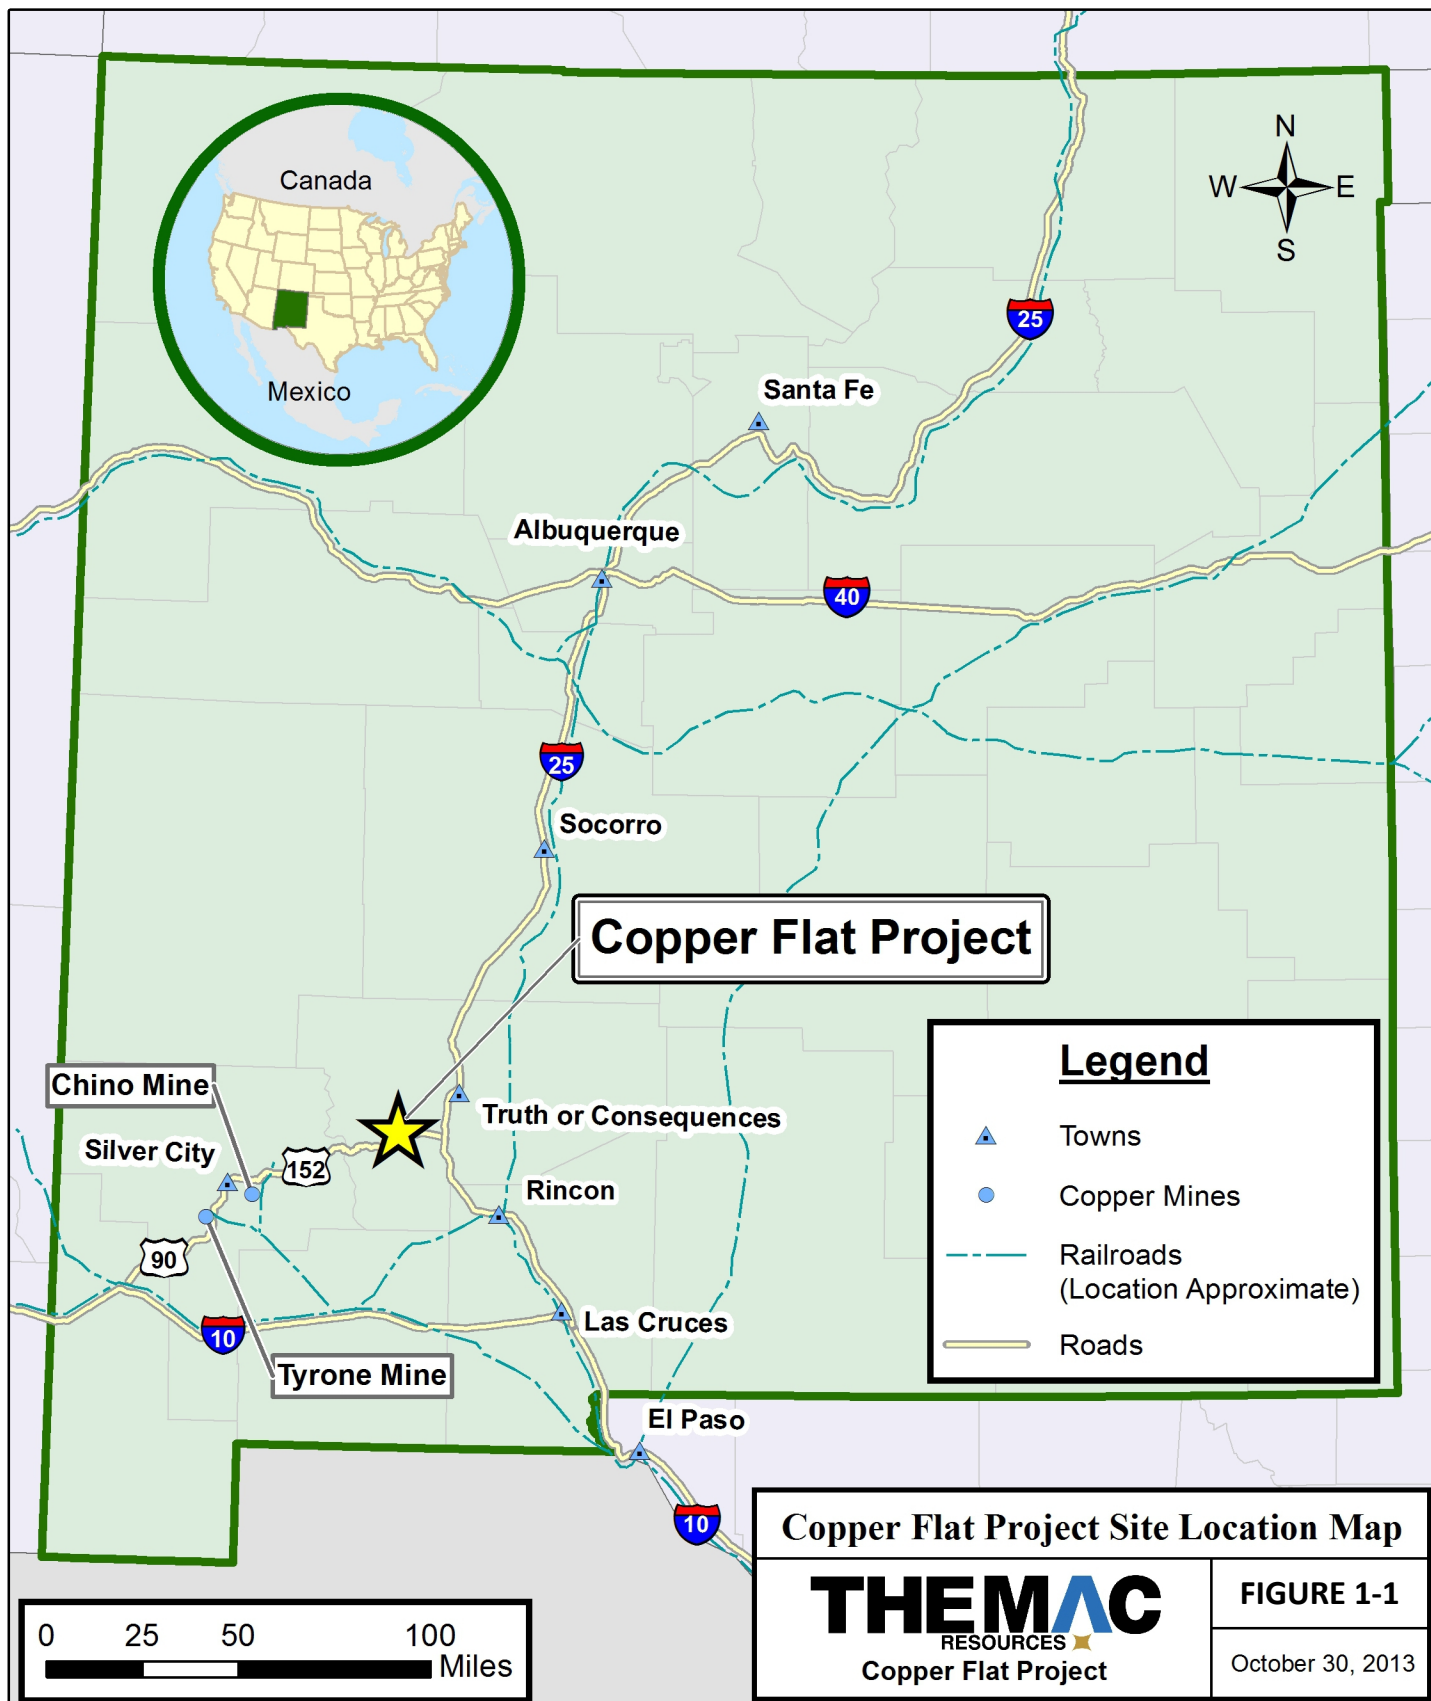 Canada
Mexico
N
W
E
S
25
Santa Fe
Albuquerque
40
25
Socorro
Copper Flat Project
Chino Mine
Truth or Consequences
Silver City
152
Rincon
90
10
Las Cruces
Tyrone Mine
El Paso
10
Legend
Towns
Copper Mines
Railroads
(Location Approximate)
Roads
Copper Flat Project Site Location Map
THEMAC
RESOURCES
Copper Flat Project
FIGURE 1-1
October 30, 2013
0 25 50 100
Miles